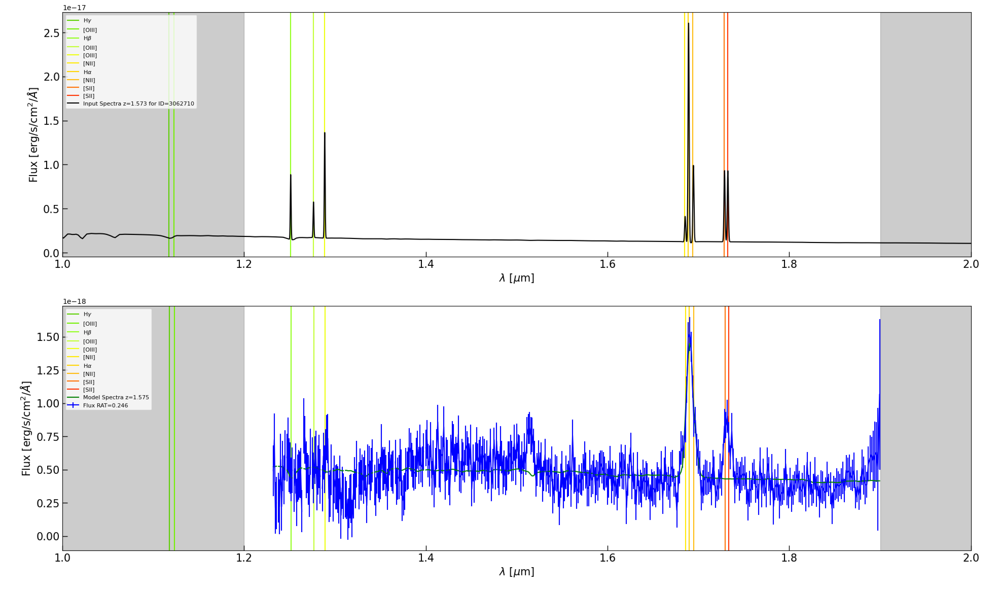 1e−17
Flux [erg/s/cm²/Å]
2.5
2.0
1.5
1.0
0.5
0.0
Hγ
[OIII]
Hβ
[OIII]
[OIII]
[NII]
Hα
[NII]
[SII]
[SII]
Input Spectra z=1.573 for ID=3062710
1.0 1.2 1.4 1.6 1.8 2.0
λ [μm]
1e−18
Flux [erg/s/cm²/Å]
1.50
1.25
1.00
0.75
0.50
0.25
0.00
Hγ
[OIII]
Hβ
[OIII]
[OIII]
[NII]
Hα
[NII]
[SII]
[SII]
Model Spectra z=1.575
Flux RAT=0.246
1.0 1.2 1.4 1.6 1.8 2.0
λ [μm]